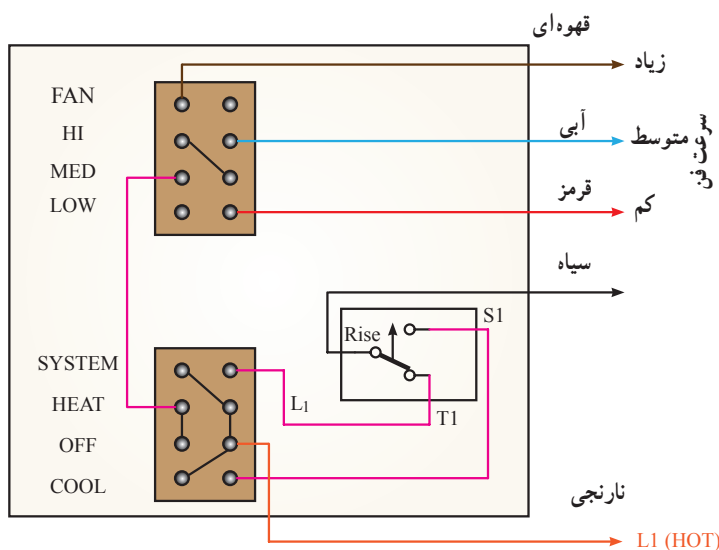 قهوه‌ای
زیاد
FAN
HI
آبی
متوسط
سرعت فن
MED
LOW
قرمز
کم
سیاه
S1
Rise
SYSTEM
HEAT
L1
T1
OFF
COOL
نارنجی
L1 (HOT)